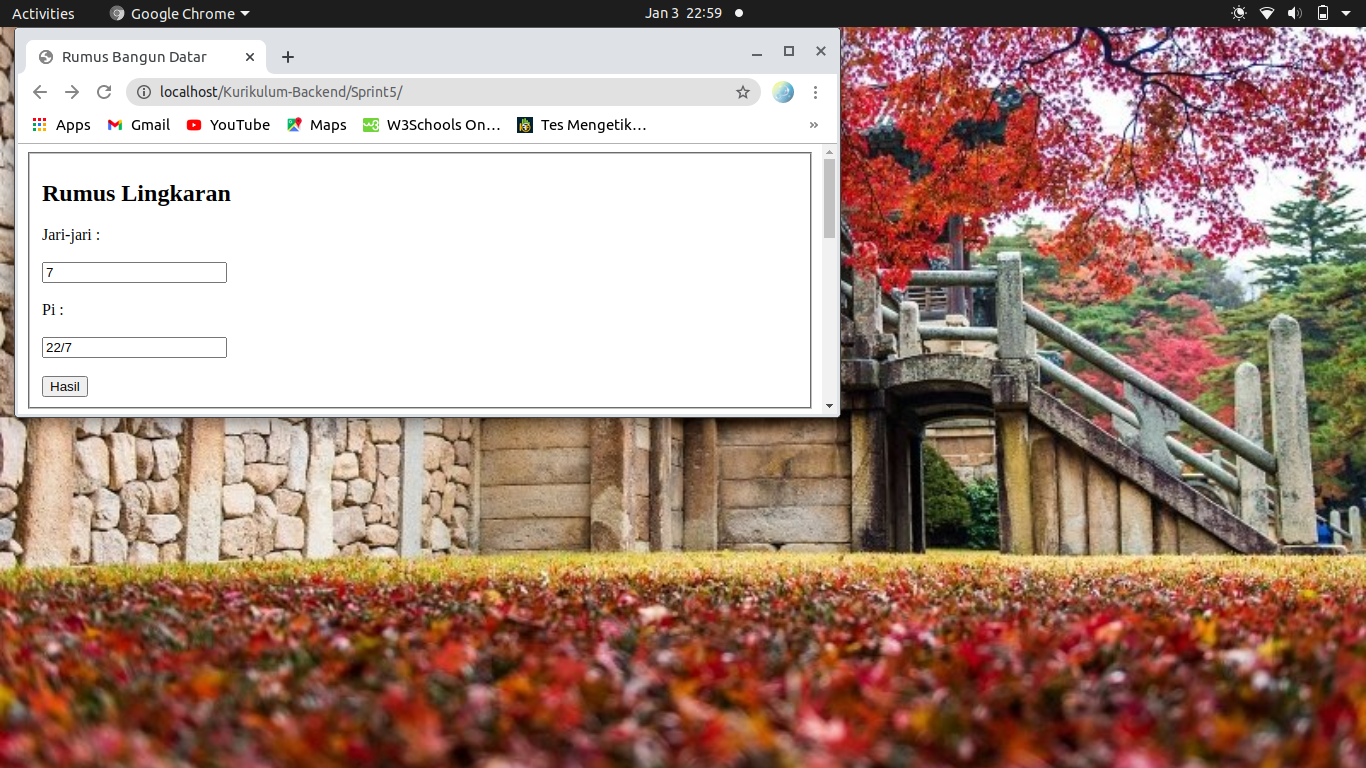 Activities Google Chrome Jan 3 22:59
Rumus Bangun Datar
localhost/Kurikulum-Backend/Sprint5/
Apps Gmail YouTube Maps W3Schools On... Tes Mengetik... »
Rumus Lingkaran
Jari-jari :
7
Pi :
22/7
Hasil